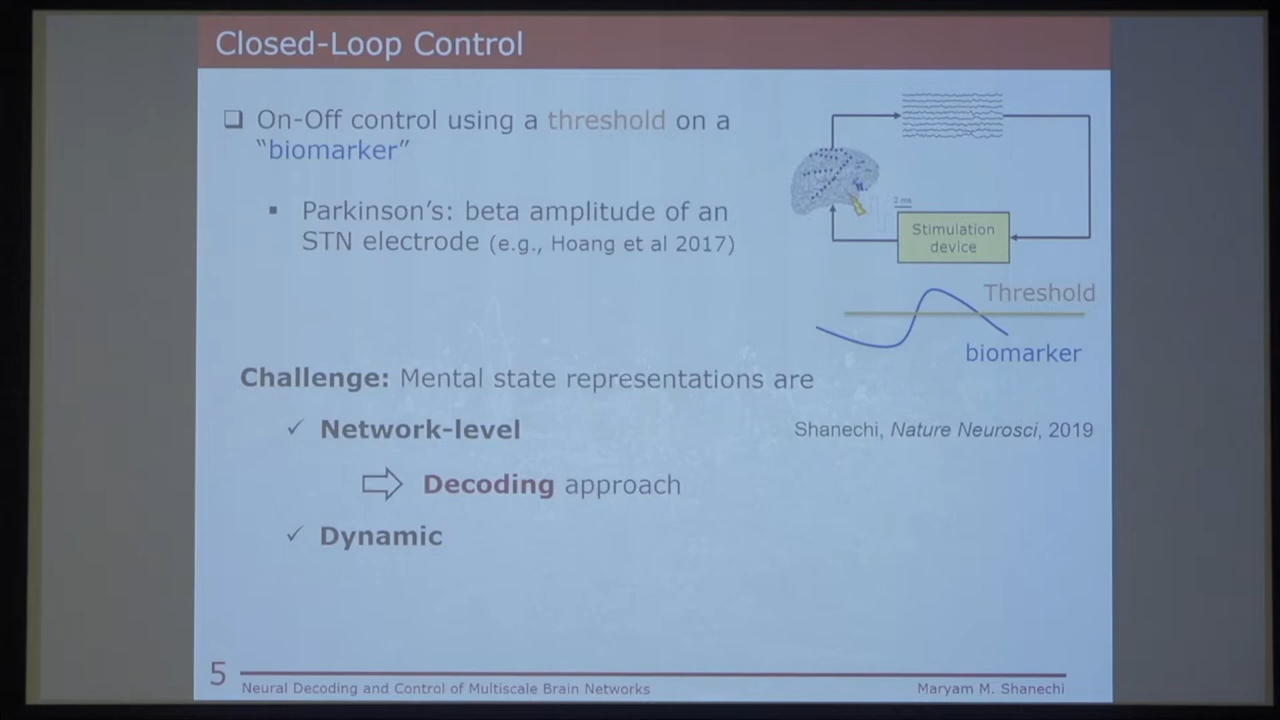 Closed-Loop Control
❑ On-Off control using a threshold on a
“biomarker”
▪ Parkinson’s: beta amplitude of an
STN electrode (e.g., Hoang et al 2017)
2 ms
Stimulation
device
Threshold
biomarker
Challenge: Mental state representations are
✓ Network-level
Shanechi, Nature Neurosci, 2019
⇨ Decoding approach
✓ Dynamic
5
Neural Decoding and Control of Multiscale Brain Networks
Maryam M. Shanechi